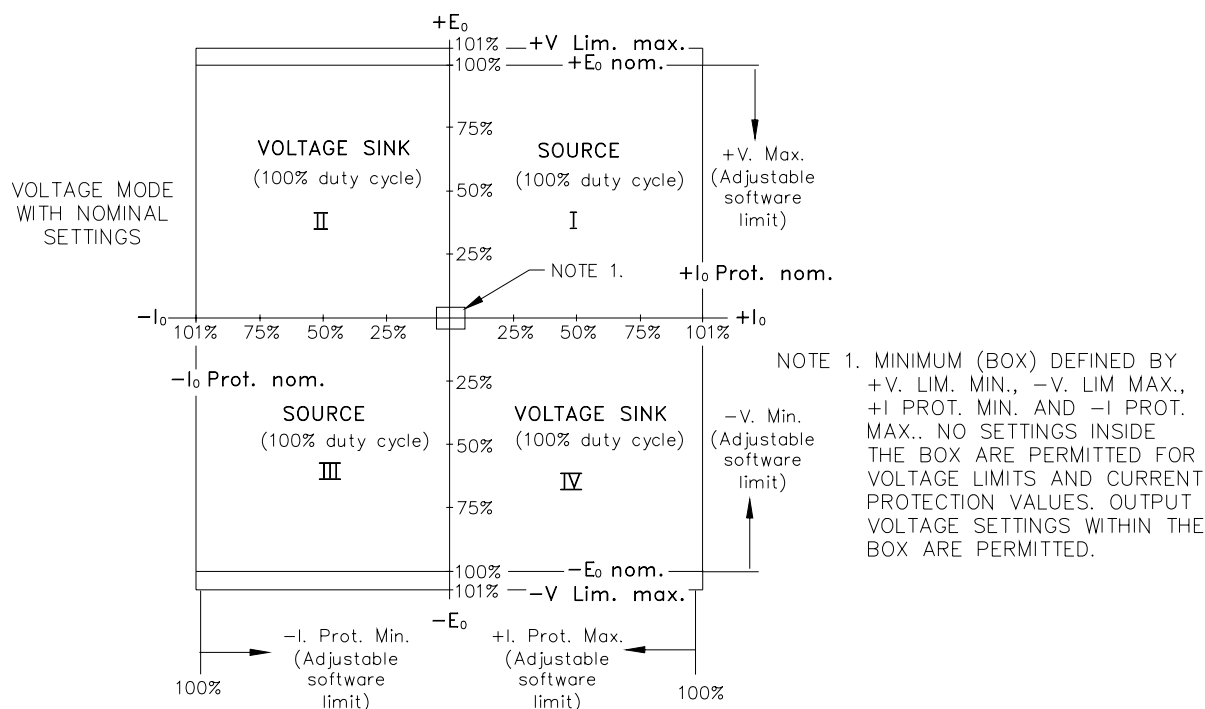 +E₀
101%
+V Lim. max.
100%
+E₀ nom.
75%
VOLTAGE SINK
(100% duty cycle)
II
SOURCE
(100% duty cycle)
I
50%
25%
+V. Max.
(Adjustable
software
limit)
VOLTAGE MODE
WITH NOMINAL
SETTINGS
NOTE 1.
+I₀ Prot. nom.
-I₀
101%
75%
50%
25%
25%
50%
75%
101%
+I₀
-I₀ Prot. nom.
25%
SOURCE
(100% duty cycle)
III
VOLTAGE SINK
(100% duty cycle)
IV
50%
75%
-V. Min.
(Adjustable
software
limit)
NOTE 1. MINIMUM (BOX) DEFINED BY
+V. LIM. MIN., -V. LIM MAX.,
+I PROT. MIN. AND -I PROT.
MAX.. NO SETTINGS INSIDE
THE BOX ARE PERMITTED FOR
VOLTAGE LIMITS AND CURRENT
PROTECTION VALUES. OUTPUT
VOLTAGE SETTINGS WITHIN THE
BOX ARE PERMITTED.
100%
-E₀ nom.
101%
-V Lim. max.
-E₀
-I. Prot. Min.
(Adjustable
software
limit)
+I. Prot. Max.
(Adjustable
software
limit)
100%
100%